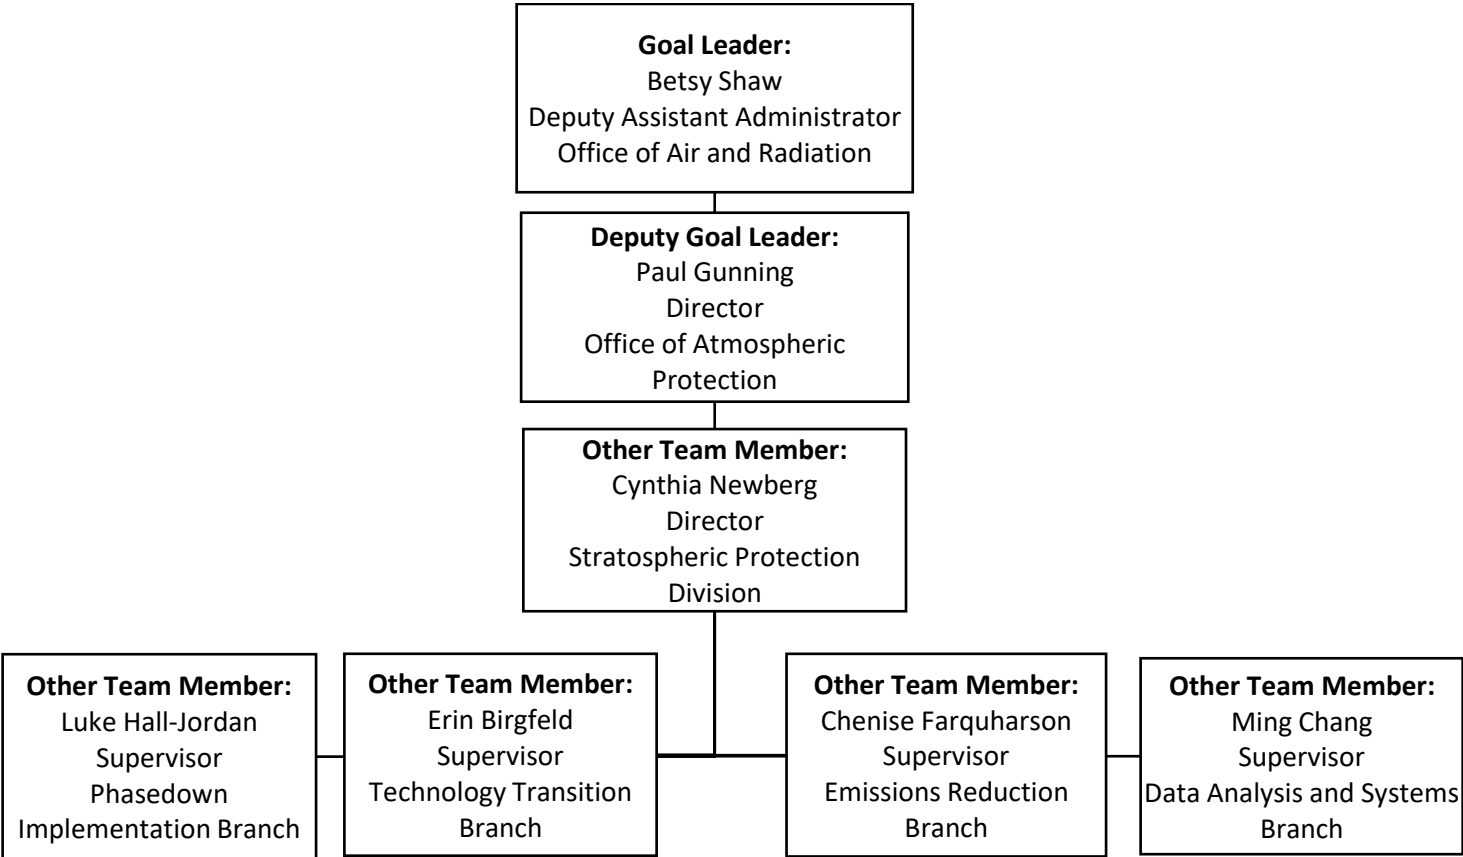 Goal Leader:
Betsy Shaw
Deputy Assistant Administrator
Office of Air and Radiation
Deputy Goal Leader:
Paul Gunning
Director
Office of Atmospheric
Protection
Other Team Member:
Cynthia Newberg
Director
Stratospheric Protection
Division
Other Team Member:
Luke Hall-Jordan
Supervisor
Phasedown
Implementation Branch
Other Team Member:
Erin Birgfeld
Supervisor
Technology Transition
Branch
Other Team Member:
Chenise Farquharson
Supervisor
Emissions Reduction
Branch
Other Team Member:
Ming Chang
Supervisor
Data Analysis and Systems
Branch